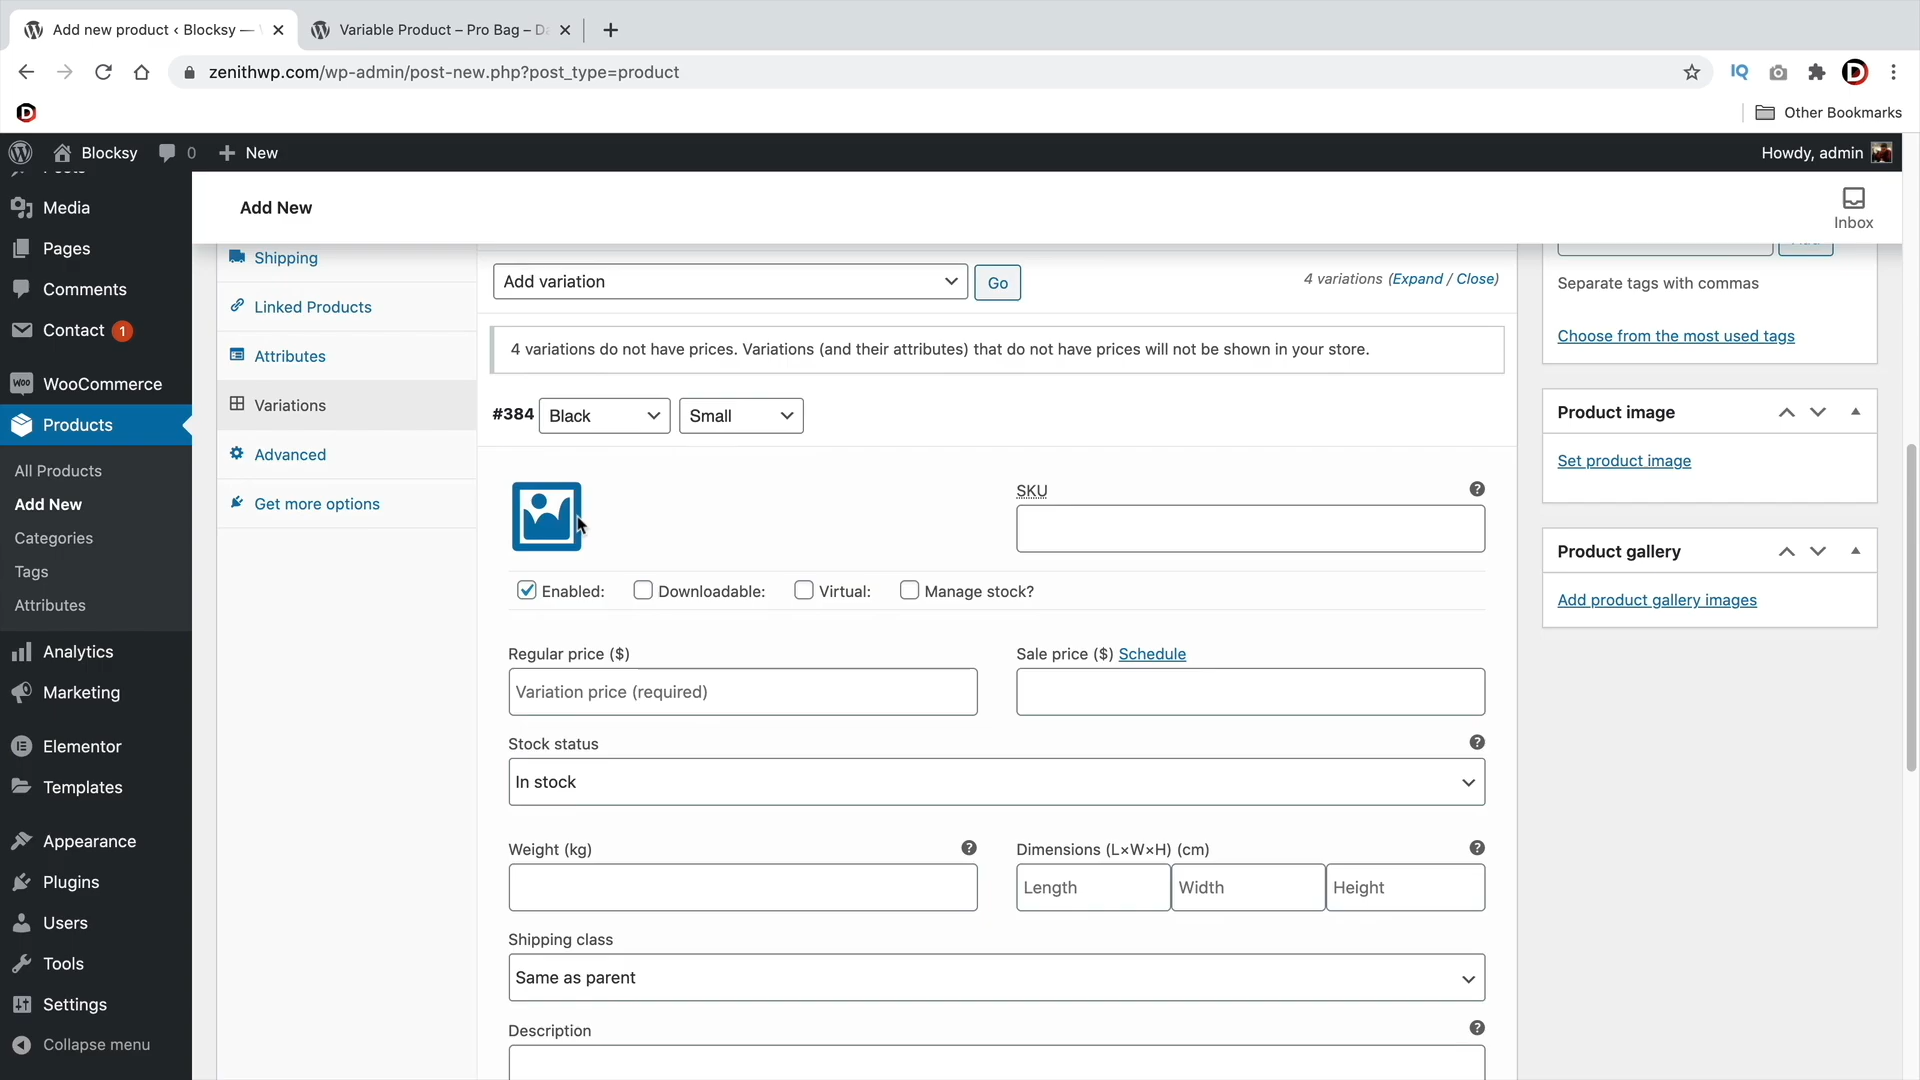 Add new product ‹ Blocksy —
Variable Product – Pro Bag – D
zenithwp.com/wp-admin/post-new.php?post_type=product
IQ
D
D
Other Bookmarks
Blocksy
0
New
Howdy, admin
Media
Pages
Comments
Contact 1
Woo WooCommerce
Products
All Products
Add New
Categories
Tags
Attributes
Analytics
Marketing
Elementor
Templates
Appearance
Plugins
Users
Tools
Settings
Collapse menu
Add New
Inbox
Shipping
Linked Products
Attributes
Variations
Advanced
Get more options
Add variation
Go
4 variations (Expand / Close)
4 variations do not have prices. Variations (and their attributes) that do not have prices will not be shown in your store.
#384 Black Small
SKU
?
Enabled: Downloadable: Virtual: Manage stock?
Regular price ($)
Variation price (required)
Sale price ($) Schedule
Stock status
?
In stock
Weight (kg)
?
Dimensions (L×W×H) (cm)
?
Length
Width
Height
Shipping class
Same as parent
Description
?
Separate tags with commas
Choose from the most used tags
Product image
Set product image
Product gallery
Add product gallery images